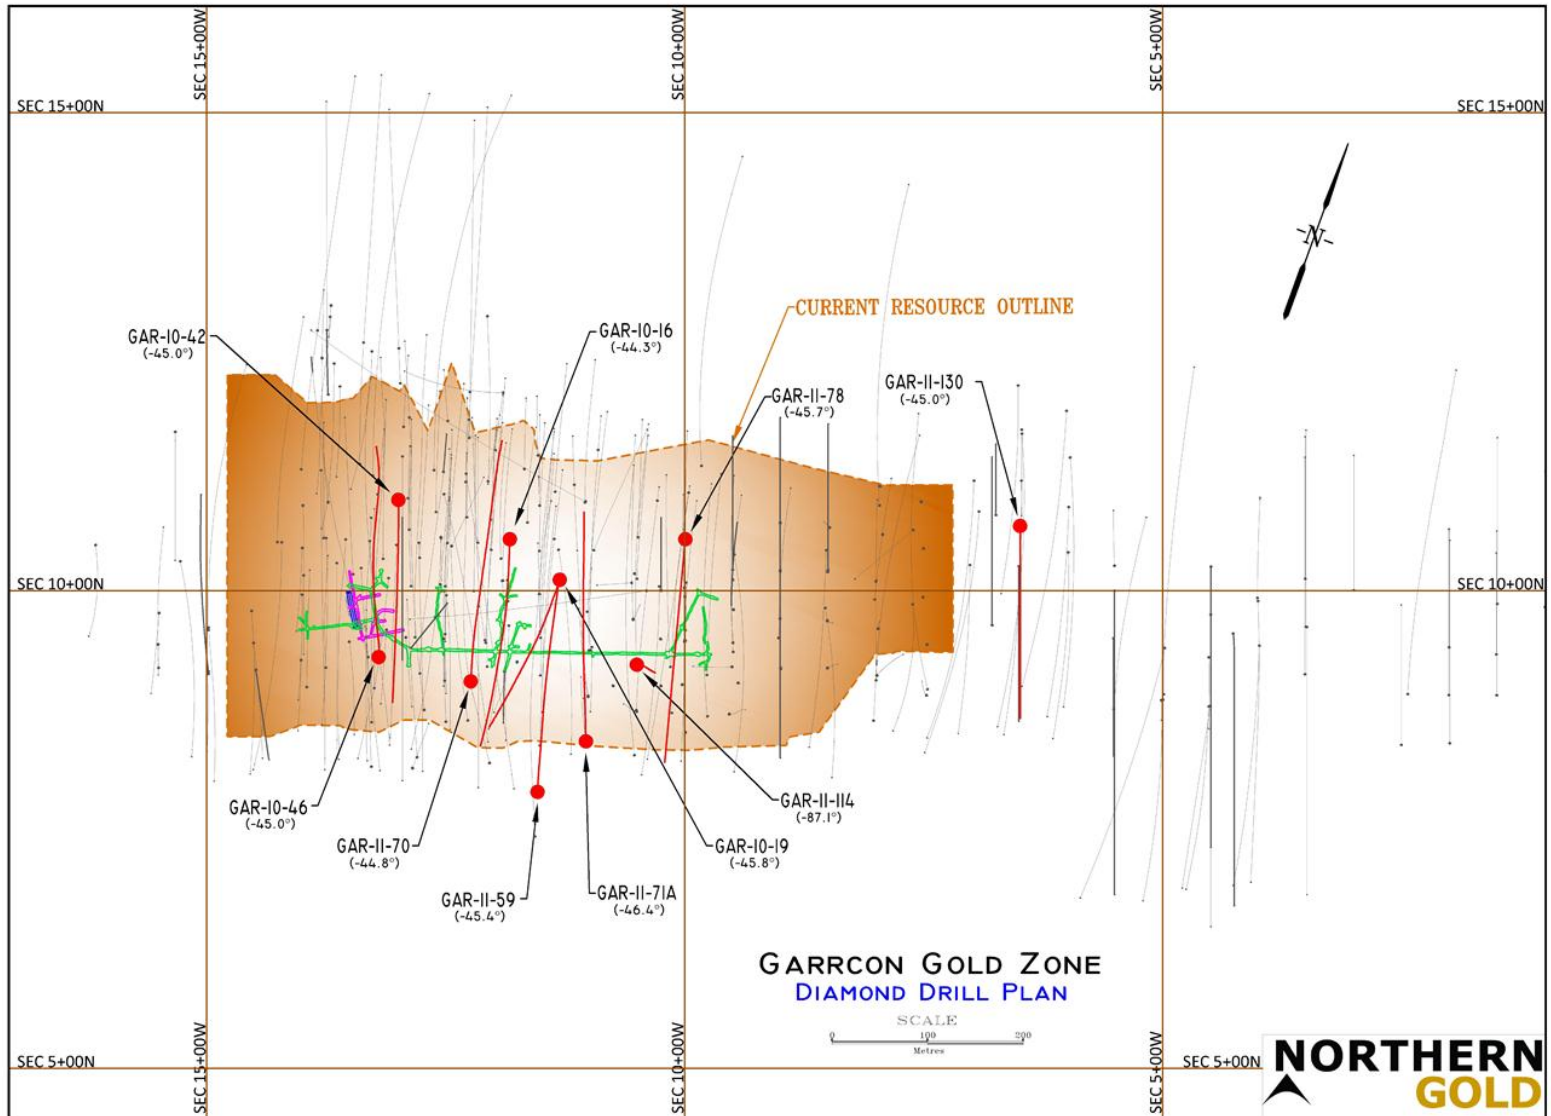 SEC 15+00W
SEC 10+00W
SEC 5+00W
SEC 15+00N
SEC 15+00N
-N-
CURRENT RESOURCE OUTLINE
GAR-10-42
(-45.0°)
GAR-10-16
(-44.3°)
GAR-11-78
(-45.7°)
GAR-11-130
(-45.0°)
SEC 10+00N
SEC 10+00N
GAR-10-46
(-45.0°)
GAR-11-114
(-87.1°)
GAR-11-70
(-44.8°)
GAR-10-19
(-45.8°)
GAR-11-59
(-45.4°)
GAR-11-71A
(-46.4°)
GARRCON GOLD ZONE
DIAMOND DRILL PLAN
SCALE
0 100 200
Metres
SEC 15+00W
SEC 10+00W
SEC 5+00W
SEC 5+00N
SEC 5+00N
NORTHERN
GOLD